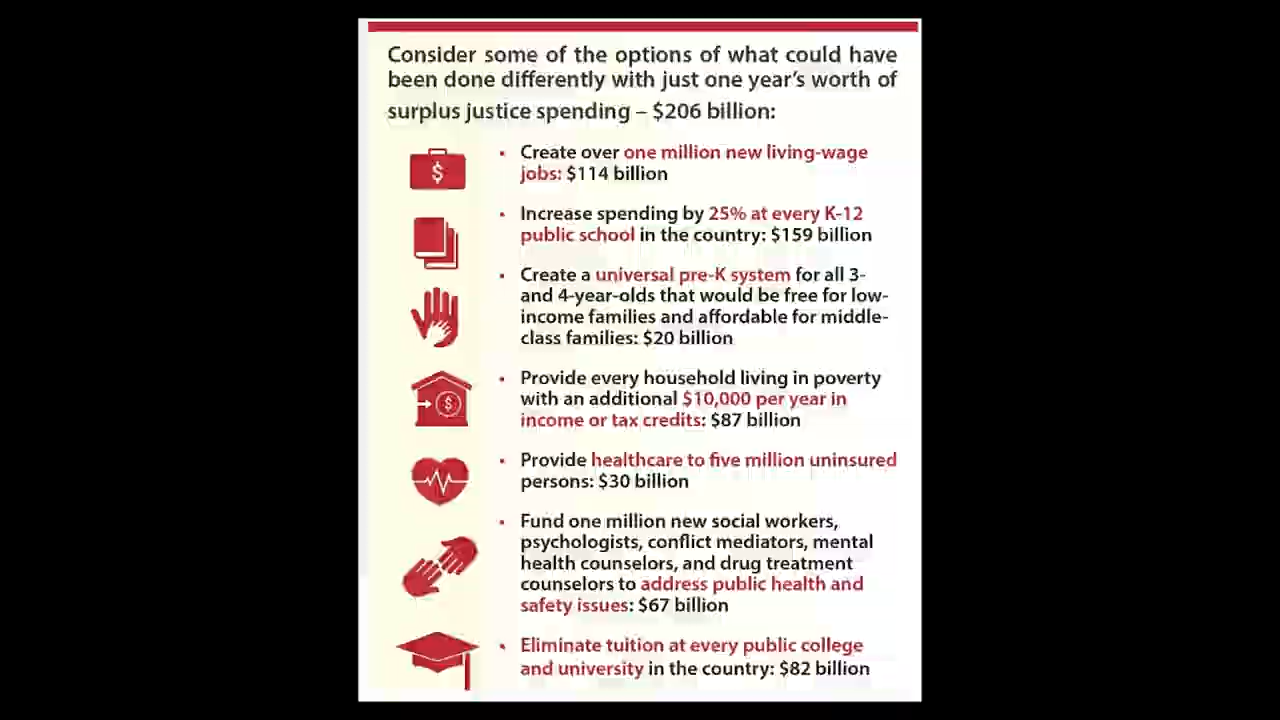 Consider some of the options of what could have
been done differently with just one year's worth of
surplus justice spending – $206 billion:
$
• Create over one million new living-wage
jobs: $114 billion
• Increase spending by 25% at every K-12
public school in the country: $159 billion
• Create a universal pre-K system for all 3-
and 4-year-olds that would be free for low-
income families and affordable for middle-
class families: $20 billion
• Provide every household living in poverty
with an additional $10,000 per year in
income or tax credits: $87 billion
$
• Provide healthcare to five million uninsured
persons: $30 billion
• Fund one million new social workers,
psychologists, conflict mediators, mental
health counselors, and drug treatment
counselors to address public health and
safety issues: $67 billion
• Eliminate tuition at every public college
and university in the country: $82 billion